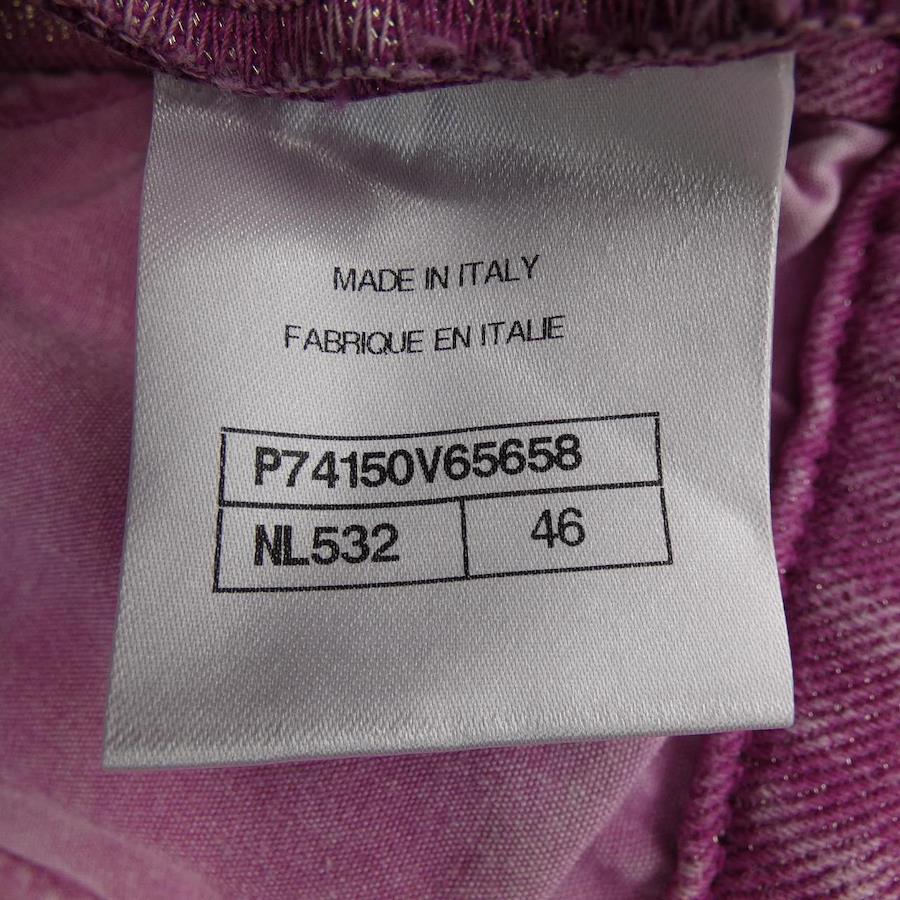 MADE IN ITALY
FABRIQUE EN ITALIE
P74150V65658
NL532 46